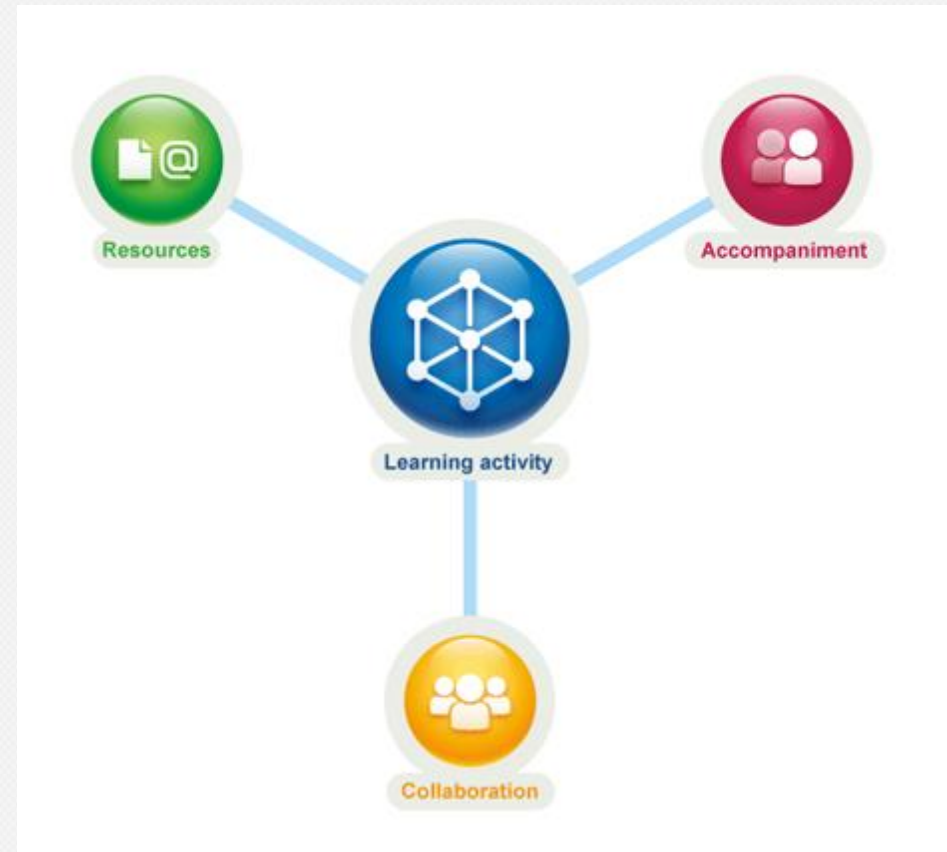 @
Resources
Accompaniment
Learning activity
Collaboration